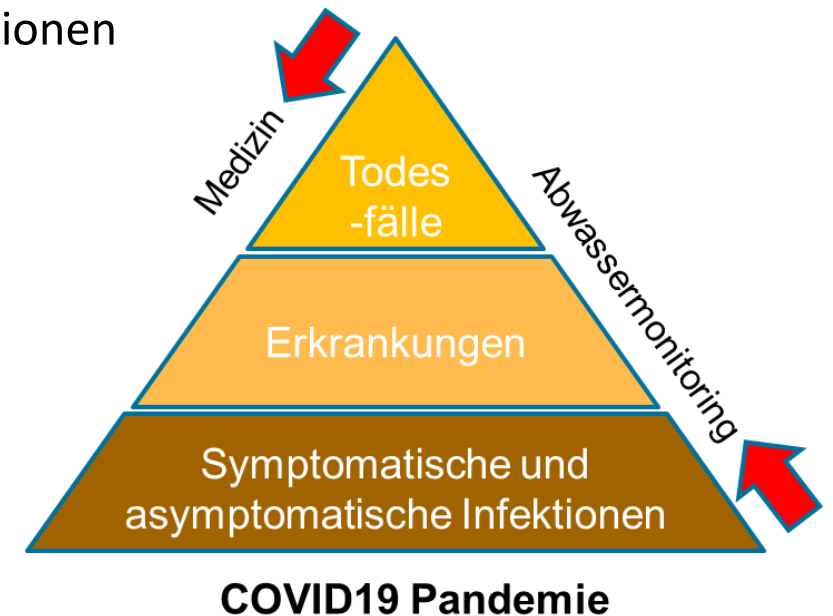 ionen
Medizin
Todes
-fälle
Abwassermonitoring
Erkrankungen
Symptomatische und
asymptomatische Infektionen
COVID19 Pandemie